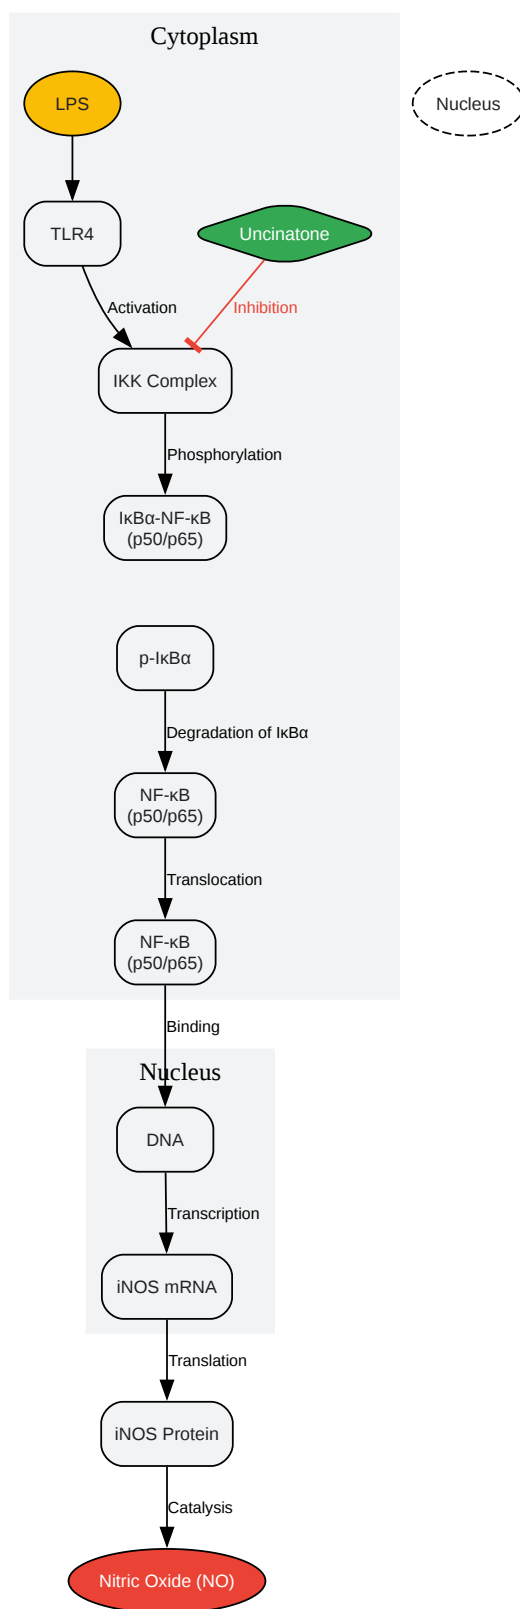 Cytoplasm
LPS
Nucleus
TLR4
Uncinatone
Activation
Inhibition
IKK Complex
Phosphorylation
IκBα-NF-κB
(p50/p65)
p-IκBα
Degradation of IκBα
NF-κB
(p50/p65)
Translocation
NF-κB
(p50/p65)
Binding
Nucleus
DNA
Transcription
iNOS mRNA
Translation
iNOS Protein
Catalysis
Nitric Oxide (NO)